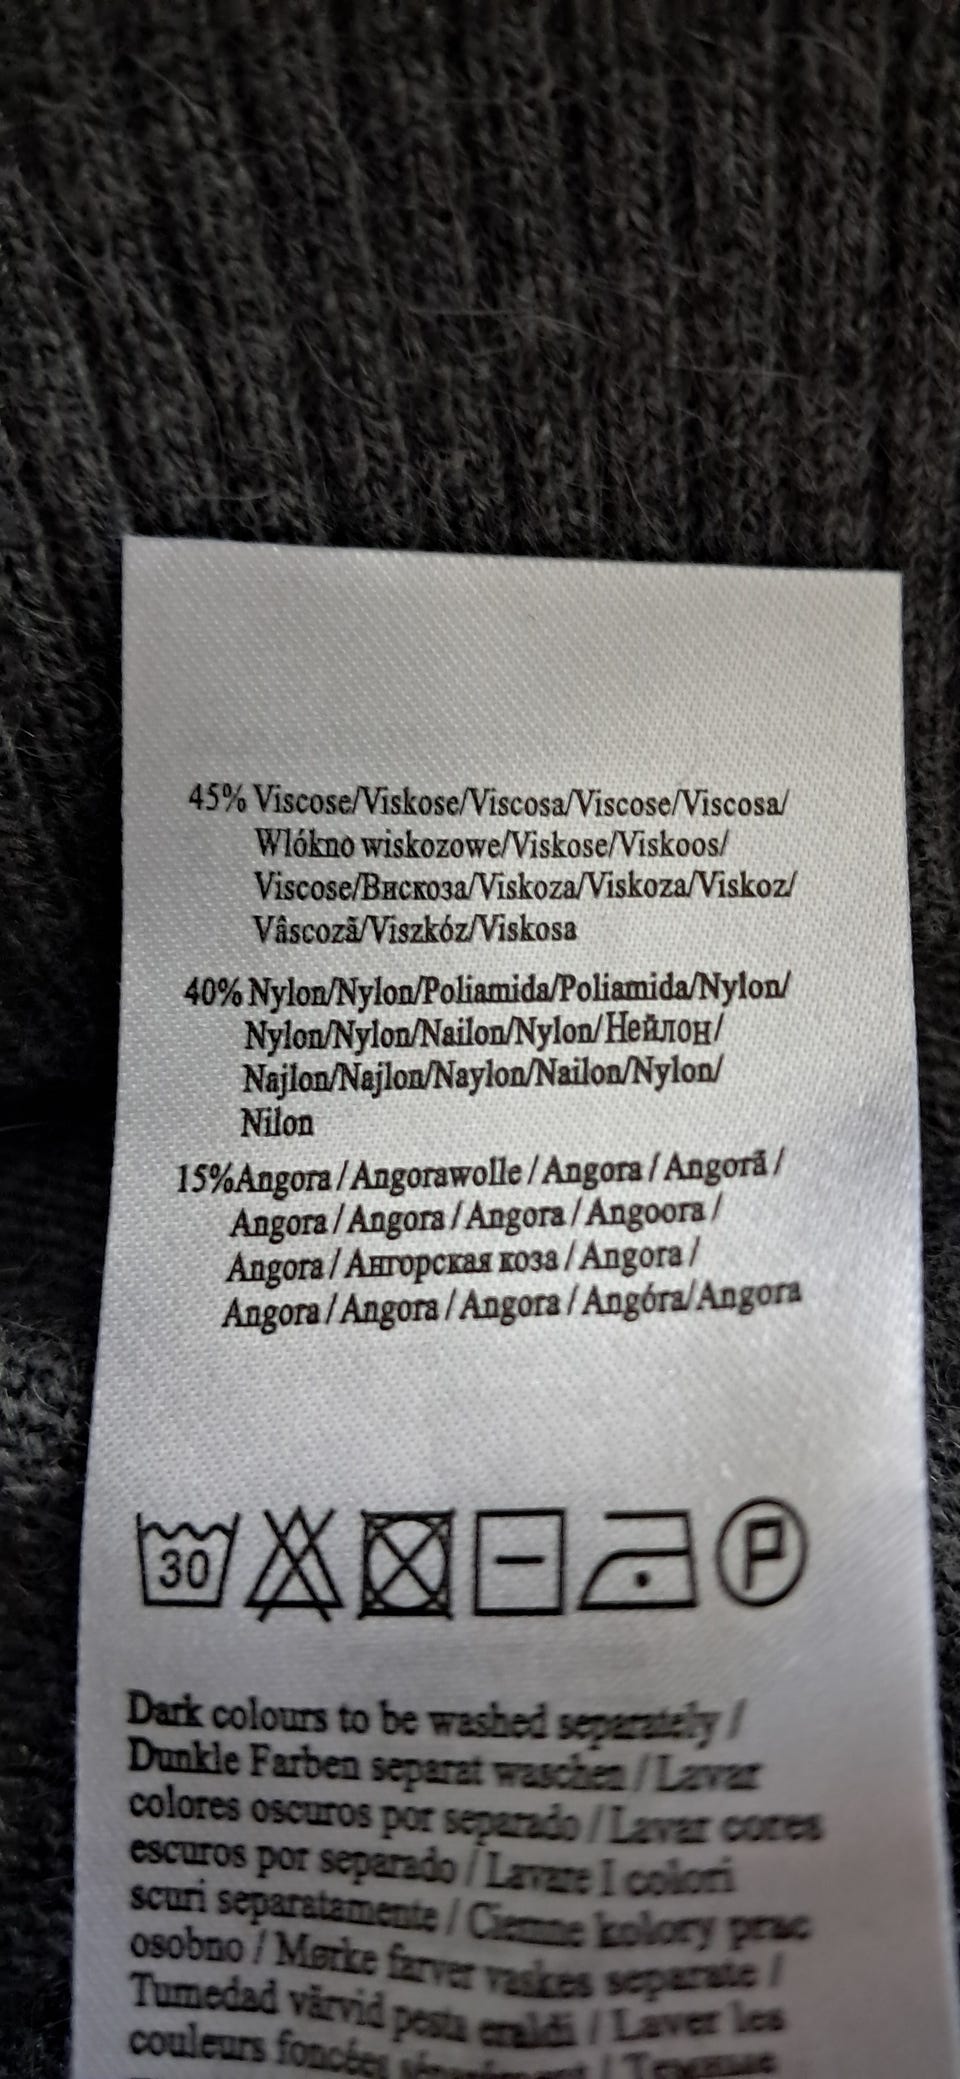 45% Viscose/Viskose/Viscosa/Viscose/Viscosa/
Wlókno wiskozowe/Viskose/Viskoos/
Viscose/Вискоза/Viskoza/Viskoza/Viskoz/
Vâscoză/Viszkóz/Viskosa
40% Nylon/Nylon/Poliamida/Poliamida/Nylon/
Nylon/Nylon/Nailon/Nylon/Нейлон/
Najlon/Najlon/Naylon/Nailon/Nylon/
Nilon
15%Angora / Angorawolle / Angora / Angorã /
Angora / Angora / Angora / Angoora /
Angora / Ангорская коза / Angora /
Angora / Angora / Angora / Angóra/Angora
30
P
Dark colours to be washed separately /
Dunkle Farben separat waschen / Lavar
colores oscuros por separado / Lavar cores
escuros por separado / Lavare I colori
scuri separatamente / Ciemne kolory prac
osobno / Mørke farver vaskes separate /
Tumedad värvid pesta eraldi / Laver les
couleurs foncées séparément / Темные